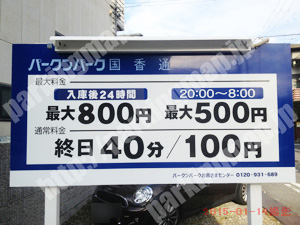 パークンパーク国香通
最大料金
入庫後24時間 20:00～8:00
最大800円 最大500円
通常料金
終日40分/100円
パークンパークお客さまセンター 0120-931-689